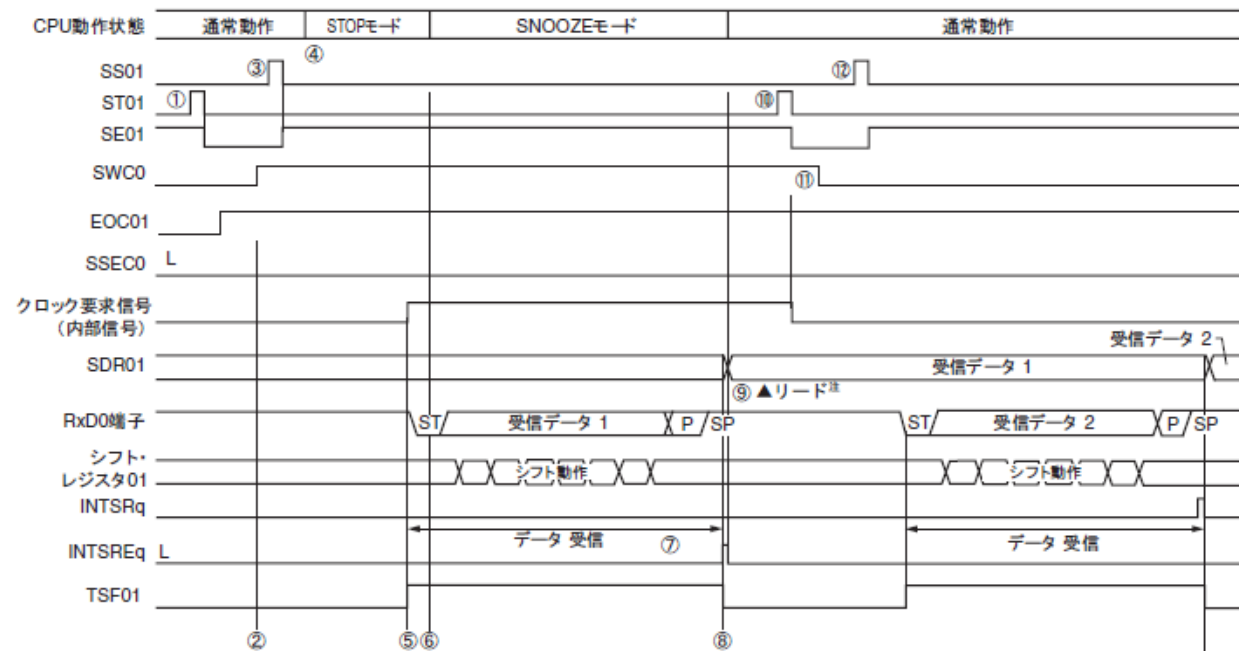 CPU動作状態 通常動作 STOPモード SNOOZEモード 通常動作
④
SS01 ③ ⑫
ST01 ① ⑩
SE01
SWC0 ⑪
EOC01
SSEC0 L
クロック要求信号
(内部信号)
受信データ 2
SDR01 受信データ 1
⑨ ▲リード注
RxD0端子 ST 受信データ 1 P SP ST 受信データ 2 P SP
シフト・
レジスタ01 シフト動作 シフト動作
INTSRq
データ 受信 ⑦ データ 受信
INTSREq L
TSF01
② ⑤ ⑥ ⑧